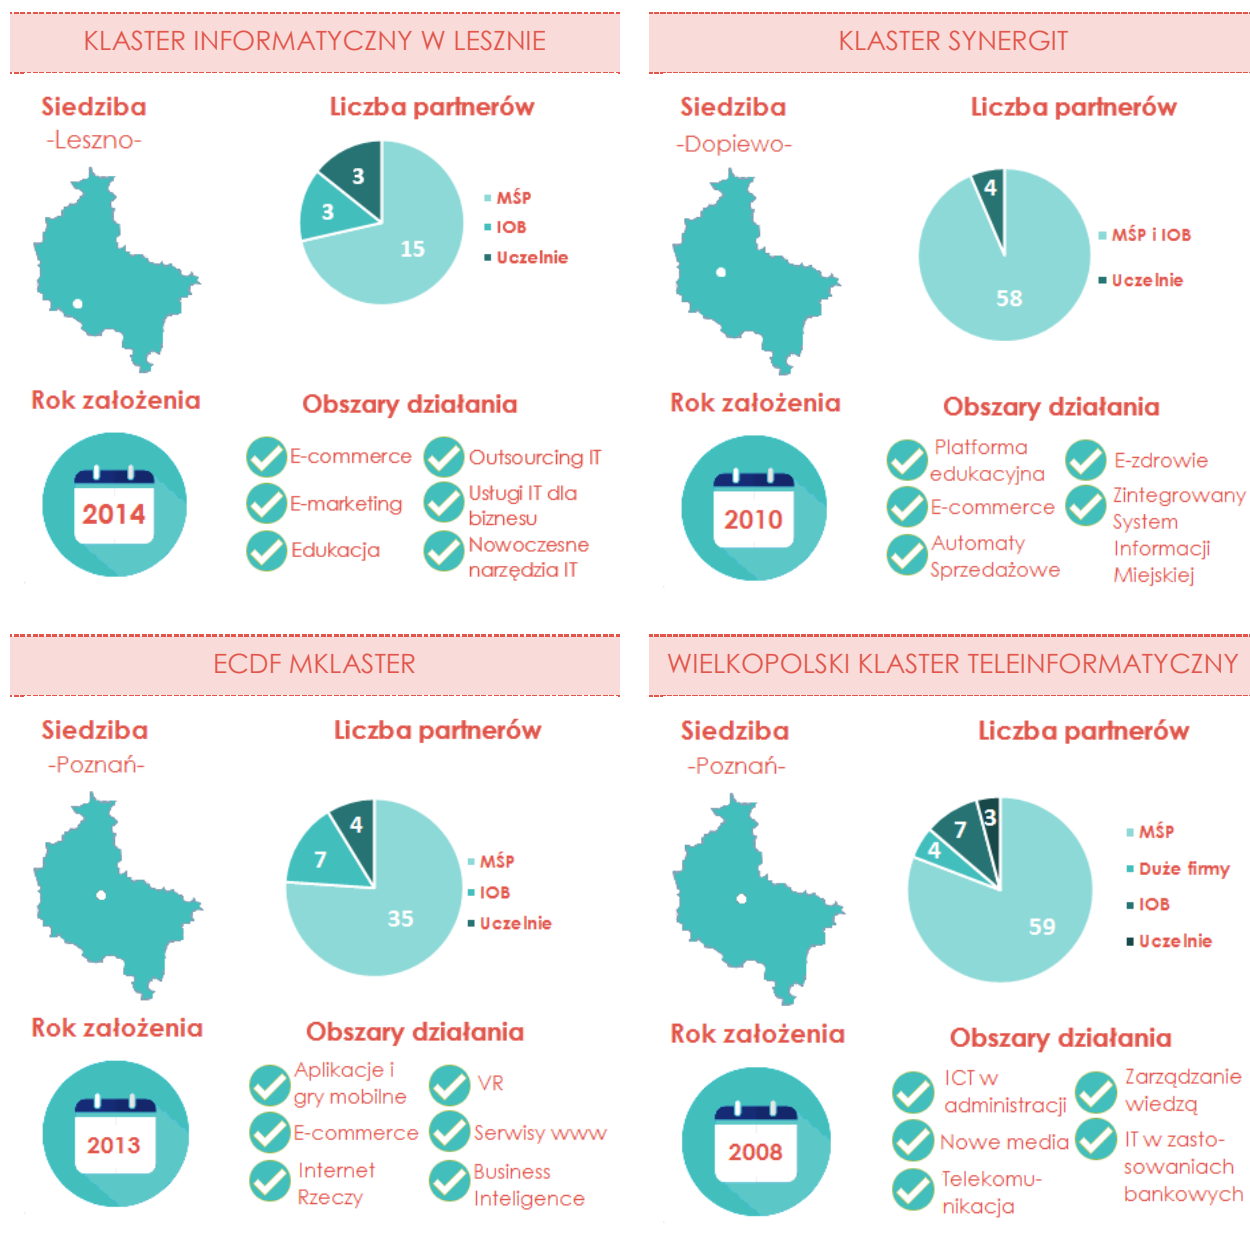 KLASTER INFORMATYCZNY W LESZNIE
Siedziba
-Leszno-
Liczba partnerów
3
3
15
MŚP
IOB
Uczelnie
Rok założenia
2014
Obszary działania
E-commerce
E-marketing
Edukacja
Outsourcing IT
Usługi IT dla
biznesu
Nowoczesne
narzędzia IT
KLASTER SYNERGIT
Siedziba
-Dopiewo-
Liczba partnerów
4
58
MŚP i IOB
Uczelnie
Rok założenia
2010
Obszary działania
Platforma
edukacyjna
E-commerce
Automaty
Sprzedażowe
E-zdrowie
Zintegrowany
System
Informacji
Miejskiej
ECDF MKLASTER
Siedziba
-Poznań-
Liczba partnerów
4
7
35
MŚP
IOB
Uczelnie
Rok założenia
2013
Obszary działania
Aplikacje i
gry mobilne
E-commerce
Internet
Rzeczy
VR
Serwisy www
Business
Inteligence
WIELKOPOLSKI KLASTER TELEINFORMATYCZNY
Siedziba
-Poznań-
Liczba partnerów
3
7
4
59
MŚP
Duże firmy
IOB
Uczelnie
Rok założenia
2008
Obszary działania
ICT w
administracji
Nowe media
Telekomu-
nikacja
Zarządzanie
wiedzą
IT w zasto-
sowaniach
bankowych